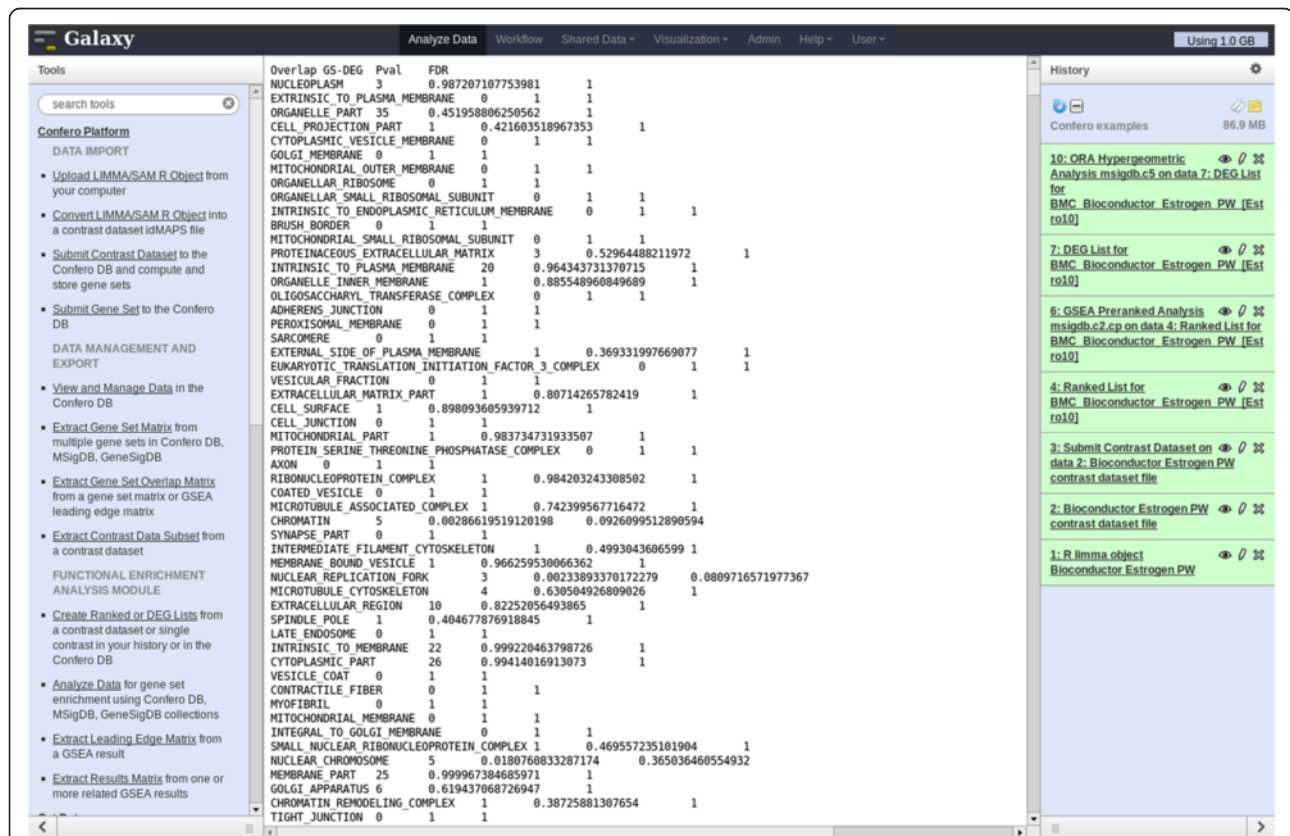 Galaxy
Analyze Data Workflow Shared Data Visualization Admin Help User
Using 1.0 GB
Tools
search tools
Confero Platform
DATA IMPORT
Upload LIMMA/SAM R Object from
your computer
Convert LIMMA/SAM R Object into
a contrast dataset idMAPS file
Submit Contrast Dataset to the
Confero DB and compute and
store gene sets
Submit Gene Set to the Confero
DB
DATA MANAGEMENT AND
EXPORT
View and Manage Data in the
Confero DB
Extract Gene Set Matrix from
multiple gene sets in Confero DB,
MSigDB, GeneSigDB
Extract Gene Set Overlap Matrix
from a gene set matrix or GSEA
leading edge matrix
Extract Contrast Data Subset from
a contrast dataset
FUNCTIONAL ENRICHMENT
ANALYSIS MODULE
Create Ranked or DEG Lists from
a contrast dataset or single
contrast in your history or in the
Confero DB
Analyze Data for gene set
enrichment using Confero DB,
MSigDB, GeneSigDB collections
Extract Leading Edge Matrix from
a GSEA result
Extract Results Matrix from one or
more related GSEA results
Overlap GS-DEG Pval FDR
NUCLEOPLASM 3 0.987207107753981 1
EXTRINSIC_TO_PLASMA_MEMBRANE 0 1 1
ORGANELLE_PART 35 0.451958806250562 1
CELL_PROJECTION_PART 1 0.421603518967353 1
CYTOPLASMIC_VESICLE_MEMBRANE 0 1 1
GOLGI_MEMBRANE 0 1 1
MITOCHONDRIAL_OUTER_MEMBRANE 0 1 1
ORGANELLAR_RIBOSOME 0 1 1
ORGANELLAR_SMALL_RIBOSOMAL_SUBUNIT 0 1 1
INTRINSIC_TO_ENDOPLASMIC_RETICULUM_MEMBRANE 0 1 1
BRUSH_BORDER 0 1 1
MITOCHONDRIAL_SMALL_RIBOSOMAL_SUBUNIT 0 1 1
PROTEINACEOUS_EXTRACELLULAR_MATRIX 3 0.52964488211972 1
INTRINSIC_TO_PLASMA_MEMBRANE 20 0.964343731370715 1
ORGANELLE_INNER_MEMBRANE 1 0.885548960849689 1
OLIGOSACCHARYL_TRANSFERASE_COMPLEX 0 1 1
ADHERENS_JUNCTION 0 1 1
PEROXISOMAL_MEMBRANE 0 1 1
SARCOMERE 0 1 1
EXTERNAL_SIDE_OF_PLASMA_MEMBRANE 1 0.369331997669077 1
EUKARYOTIC_TRANSLATION_INITIATION_FACTOR_3_COMPLEX 0 1 1
VESICULAR_FRACTION 0 1 1
EXTRACELLULAR_MATRIX_PART 1 0.80714265782419 1
CELL_SURFACE 1 0.898093605939712 1
CELL_JUNCTION 0 1 1
MITOCHONDRIAL_PART 1 0.983734731933507 1
PROTEIN_SERINE_THREONINE_PHOSPHATASE_COMPLEX 0 1 1
AXON 0 1 1
RIBONUCLEOPROTEIN_COMPLEX 1 0.984203243308502 1
COATED_VESICLE 0 1 1
MICROTUBULE_ASSOCIATED_COMPLEX 1 0.742399567716472 1
CHROMATIN 5 0.00286619519120198 0.0926099512890594
SYNAPSE_PART 0 1 1
INTERMEDIATE_FILAMENT_CYTOSKELETON 1 0.4993043606599 1
MEMBRANE_BOUND_VESICLE 1 0.966259530066362 1
NUCLEAR_REPLICATION_FORK 3 0.00233893370172279 0.0809716571977367
MICROTUBULE_CYTOSKELETON 4 0.630504926809026 1
EXTRACELLULAR_REGION 10 0.82252056493865 1
SPINDLE_POLE 1 0.404677876918845 1
LATE_ENDOSOME 0 1 1
INTRINSIC_TO_MEMBRANE 22 0.999220463798726 1
CYTOPLASMIC_PART 26 0.99414016913073 1
VESICLE_COAT 0 1 1
CONTRACTILE_FIBER 0 1 1
MYOFIBRIL 0 1 1
MITOCHONDRIAL_MEMBRANE 0 1 1
INTEGRAL_TO_GOLGI_MEMBRANE 0 1 1
SMALL_NUCLEAR_RIBONUCLEOPROTEIN_COMPLEX 1 0.469557235101904 1
NUCLEAR_CHROMOSOME 5 0.0180760833287174 0.365036460554932
MEMBRANE_PART 25 0.999967384685971 1
GOLGI_APPARATUS 6 0.619437068726947 1
CHROMATIN_REMODELING_COMPLEX 1 0.38725881307654 1
TIGHT_JUNCTION 0 1 1
History
Confero examples 86.9 MB
10: ORA Hypergeometric
Analysis msigdb.c5 on data 7: DEG List
for
BMC_Bioconductor_Estrogen_PW_[Est
ro10]
7: DEG List for
BMC_Bioconductor_Estrogen_PW_[Est
ro10]
6: GSEA Preranked Analysis
msigdb.c2.cp on data 4: Ranked List for
BMC_Bioconductor_Estrogen_PW_[Est
ro10]
4: Ranked List for
BMC_Bioconductor_Estrogen_PW_[Est
ro10]
3: Submit Contrast Dataset on
data 2: Bioconductor Estrogen PW
contrast dataset file
2: Bioconductor Estrogen PW
contrast dataset file
1: R limma object
Bioconductor Estrogen PW